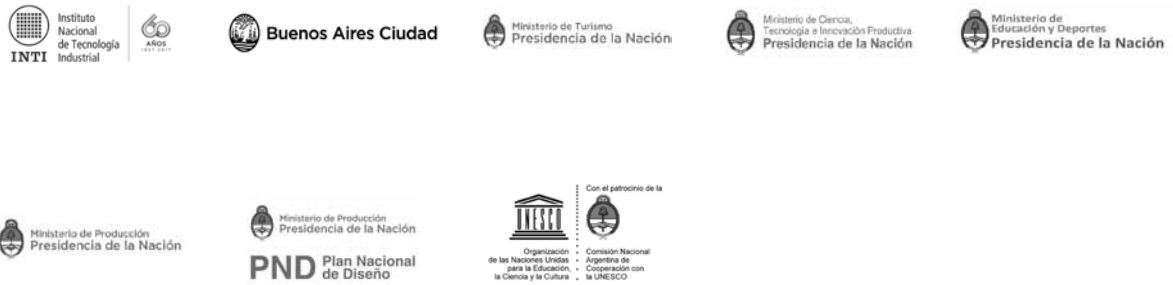 INTI
Instituto
Nacional
de Tecnología
Industrial
60
AÑOS
1957-2017
Buenos Aires Ciudad
Ministerio de Turismo
Presidencia de la Nación
Ministerio de Ciencia,
Tecnología e Innovación Productiva
Presidencia de la Nación
Ministerio de
Educación y Deportes
Presidencia de la Nación
Ministerio de Producción
Presidencia de la Nación
Ministerio de Producción
Presidencia de la Nación
PND Plan Nacional
de Diseño
UNESCO
Organización
de las Naciones Unidas
para la Educación,
la Ciencia y la Cultura
Con el patrocinio de la
Comisión Nacional
Argentina de
Cooperación con
la UNESCO